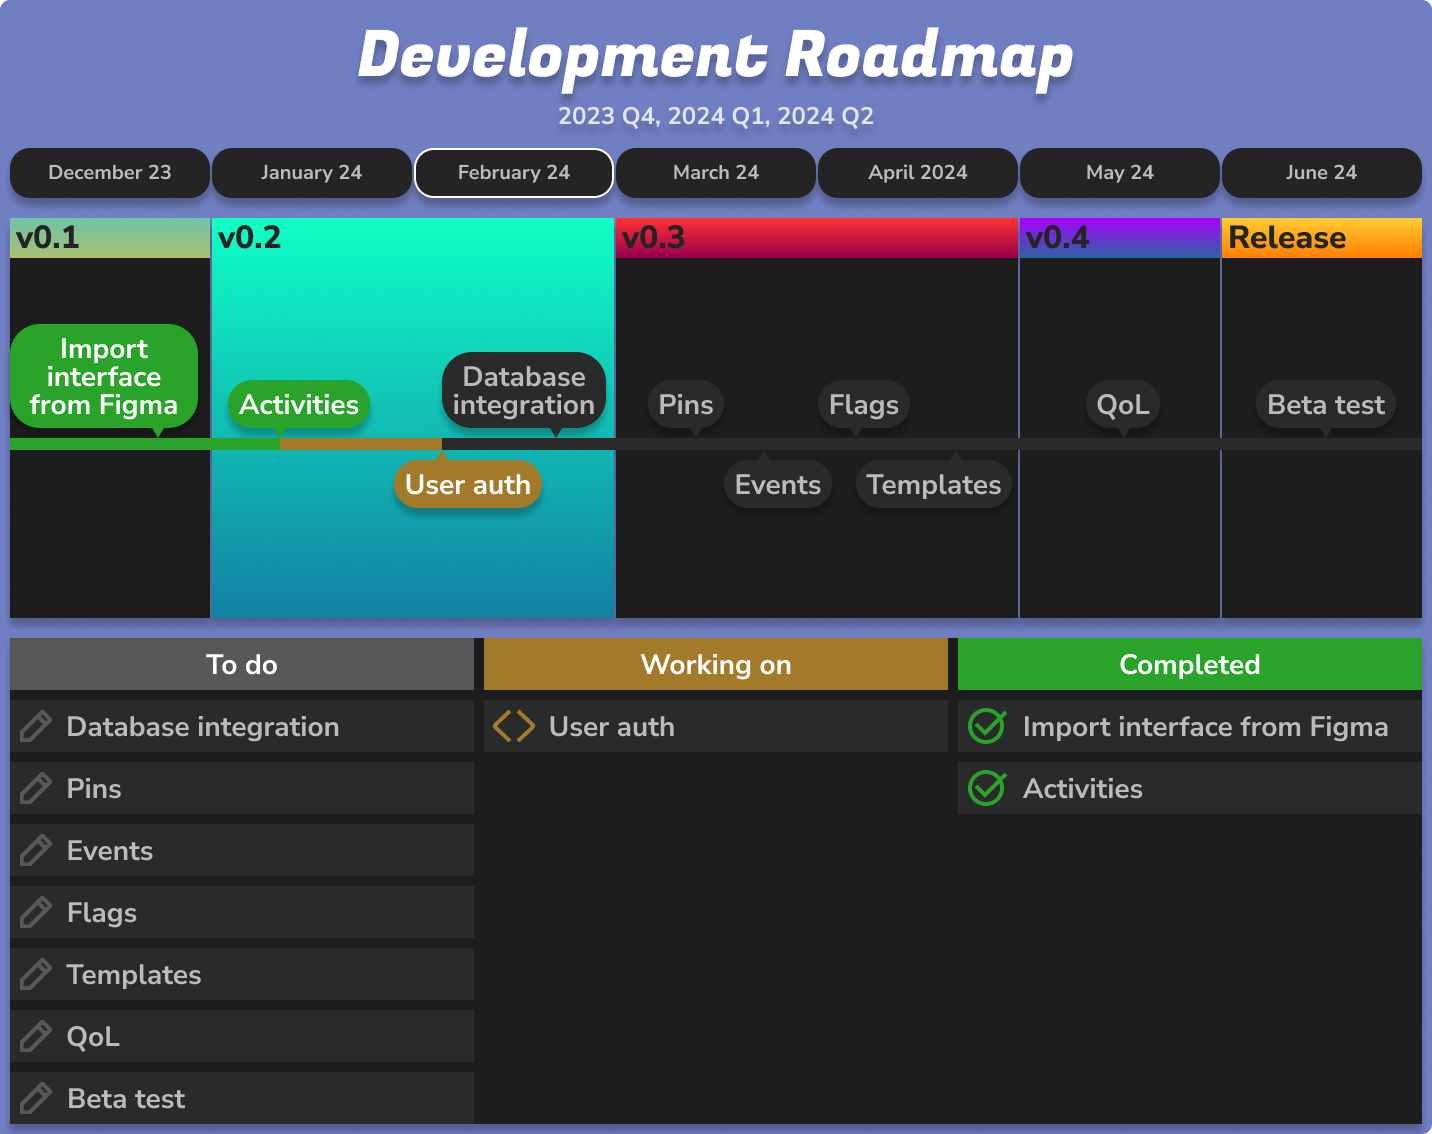 Development Roadmap
2023 Q4, 2024 Q1, 2024 Q2
December 23
January 24
February 24
March 24
April 2024
May 24
June 24
v0.1
v0.2
v0.3
v0.4
Release
Import
interface
from Figma
Activities
Database
integration
Pins
Flags
QoL
Beta test
User auth
Events
Templates
To do
Database integration
Pins
Events
Flags
Templates
QoL
Beta test
Working on
User auth
Completed
Import interface from Figma
Activities